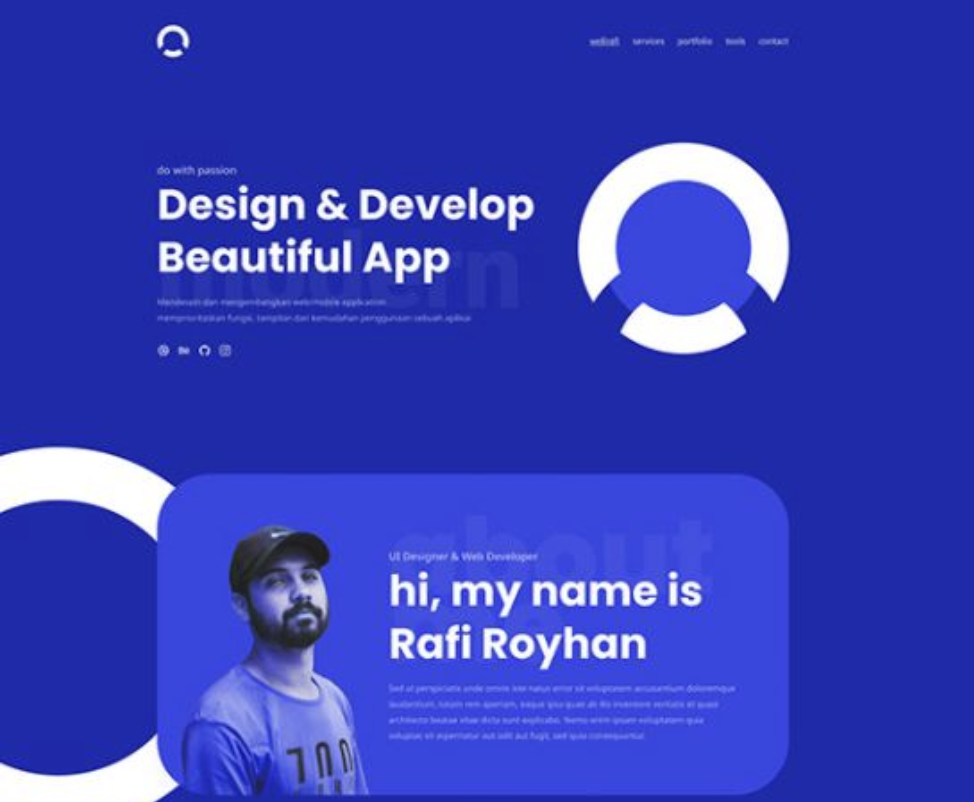 services portfolio tools contact
do with passion
Design & Develop
Beautiful App
modern
Mendesain dan mengembangkan web/mobile application
memprioritaskan fungsi, tampilan dan kemudahan penggunaan sebuah aplikasi
Bē
about
UI Designer & Web Developer
hi, my name is
Rafi Royhan
Sed ut perspiciatis unde omnis iste natus error sit voluptatem accusantium doloremque
laudantium, totam rem aperiam, eaque ipsa quae ab illo inventore veritatis et quasi
architecto beatae vitae dicta sunt explicabo. Nemo enim ipsam voluptatem quia
voluptas sit aspernatur aut odit aut fugit, sed quia consequuntur.